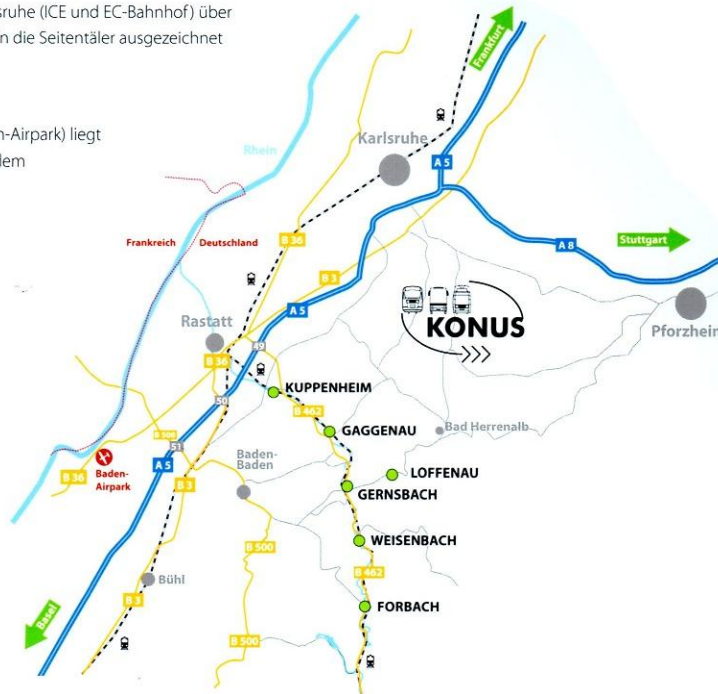 sruhe (ICE und EC-Bahnhof) über
n die Seitentäler ausgezeichnet
n-Airpark) liegt
dem
Frankfurt
Karlsruhe
A 5
Rhein
Frankreich
Deutschland
B 36
A 8
Stuttgart
B 3
A 5
KONUS
Pforzheim
Rastatt
49
B 36
KUPPENHEIM
50
B 462
GAGGENAU
Bad Herrenalb
B 500
51
Baden-
Baden
A 5
Baden-
Airpark
B 36
B 3
LOFFENAU
GERNSBACH
WEISENBACH
B 500
B 462
Bühl
B 3
FORBACH
Basel
B 500